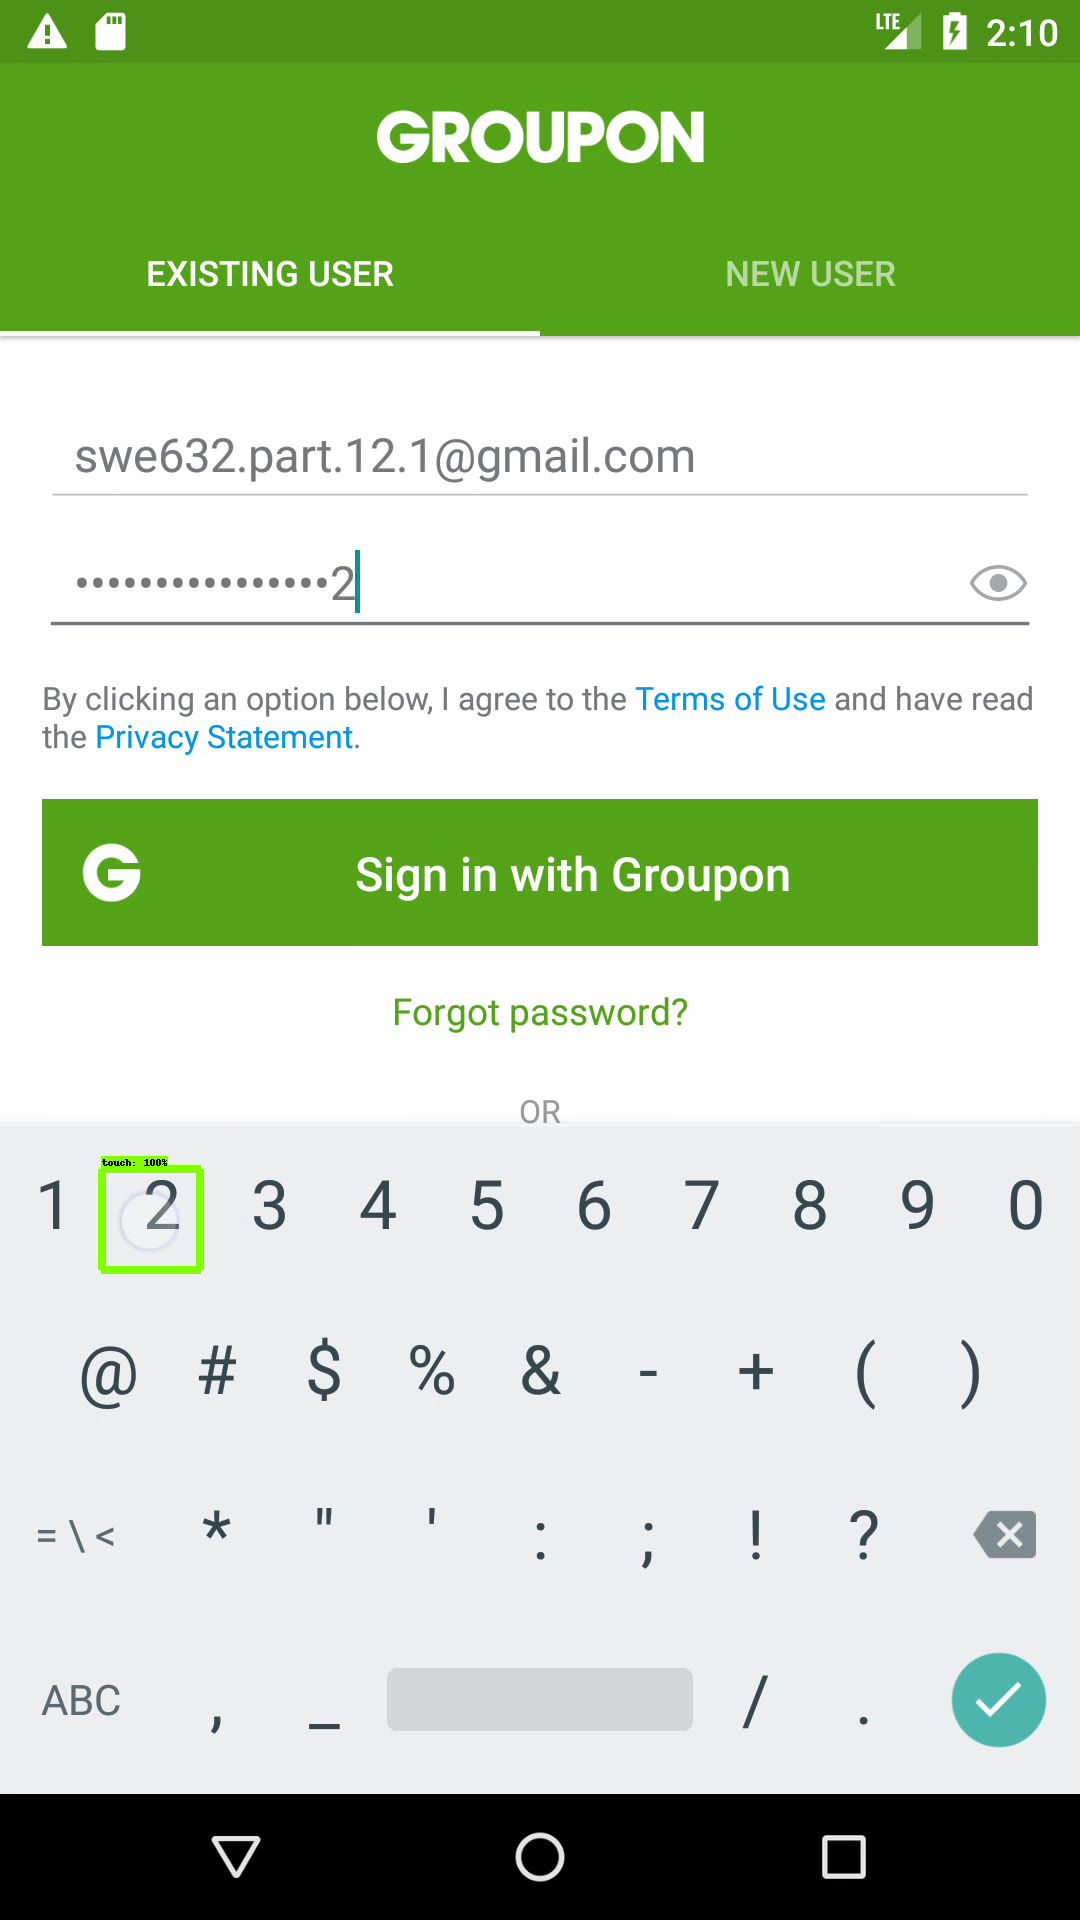 LTE 2:10
GROUPON
EXISTING USER NEW USER
swe632.part.12.1@gmail.com
••••••••••••••••2
By clicking an option below, I agree to the Terms of Use and have read
the Privacy Statement.
G Sign in with Groupon
Forgot password?
OR
touch: 100%
1 2 3 4 5 6 7 8 9 0
@ # $ % & - + ( )
= \ < * " ' : ; ! ?
ABC , _ / .